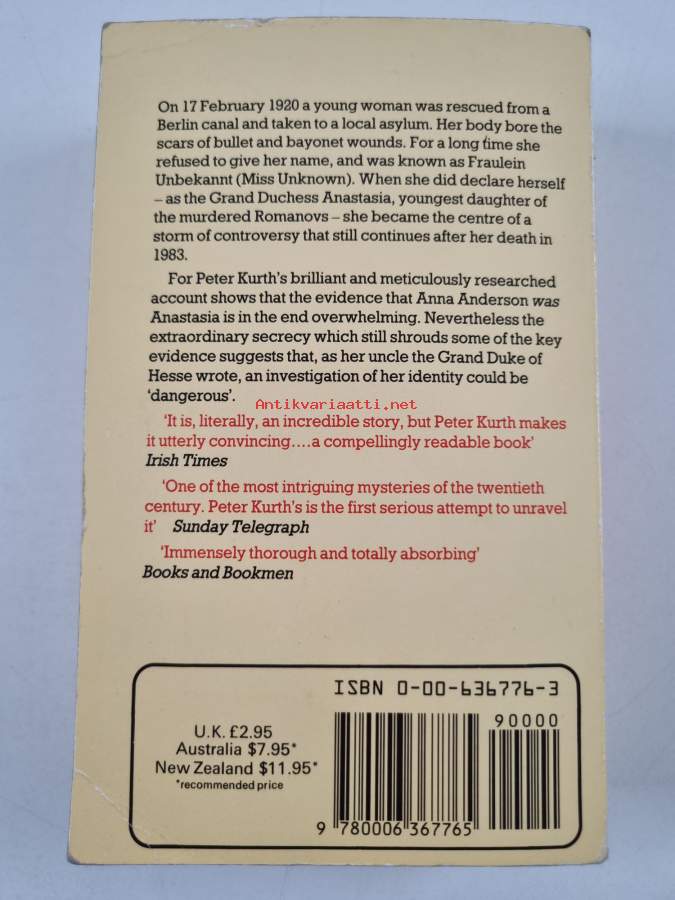 On 17 February 1920 a young woman was rescued from a
Berlin canal and taken to a local asylum. Her body bore the
scars of bullet and bayonet wounds. For a long time she
refused to give her name, and was known as Fraulein
Unbekannt (Miss Unknown). When she did declare herself
– as the Grand Duchess Anastasia, youngest daughter of
the murdered Romanovs – she became the centre of a
storm of controversy that still continues after her death in
1983.
For Peter Kurth's brilliant and meticulously researched
account shows that the evidence that Anna Anderson was
Anastasia is in the end overwhelming. Nevertheless the
extraordinary secrecy which still shrouds some of the key
evidence suggests that, as her uncle the Grand Duke of
Hesse wrote, an investigation of her identity could be
'dangerous'.
Antikvariaatti.net
'It is, literally, an incredible story, but Peter Kurth makes
it utterly convincing....a compellingly readable book'
Irish Times
'One of the most intriguing mysteries of the twentieth
century. Peter Kurth's is the first serious attempt to unravel
it' Sunday Telegraph
'Immensely thorough and totally absorbing'
Books and Bookmen
ISBN 0-00-636776-3
90000
U.K. £2.95
Australia $7.95*
New Zealand $11.95*
*recommended price
9 780006 367765